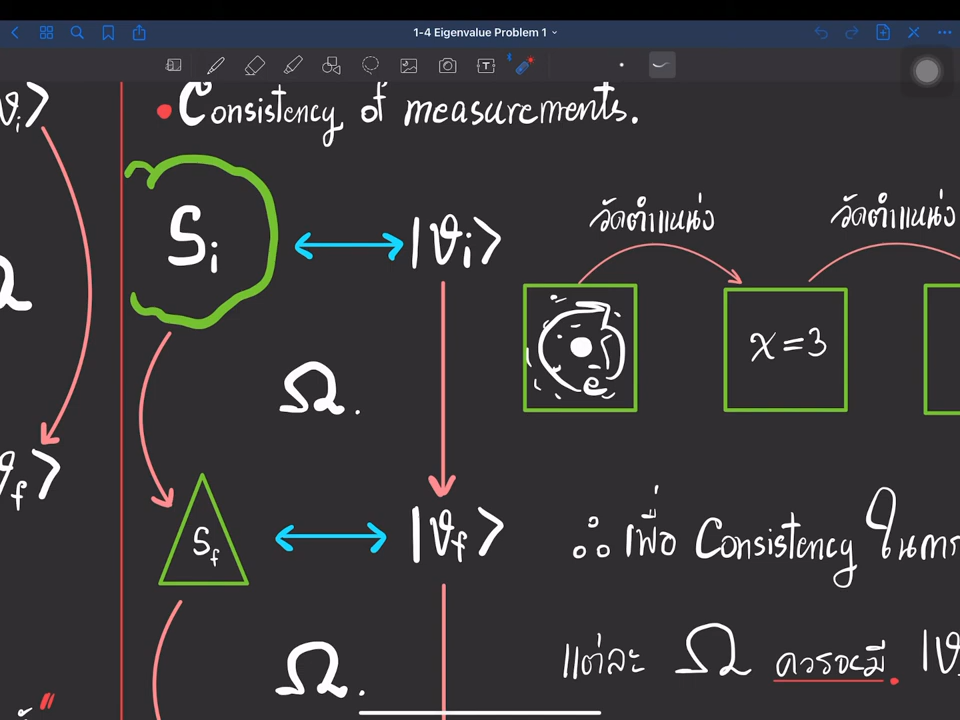 1-4 Eigenvalue Problem 1
• Consistency of measurements.
วัดตำแหน่ง วัดตำแหน่ง
S_i ↔ |v_i>
e
x = 3
Ω.
S_f ↔ |v_f>
∴ เพื่อ Consistency ในการ
แต่ละ Ω ควรจะมี |v
Ω.